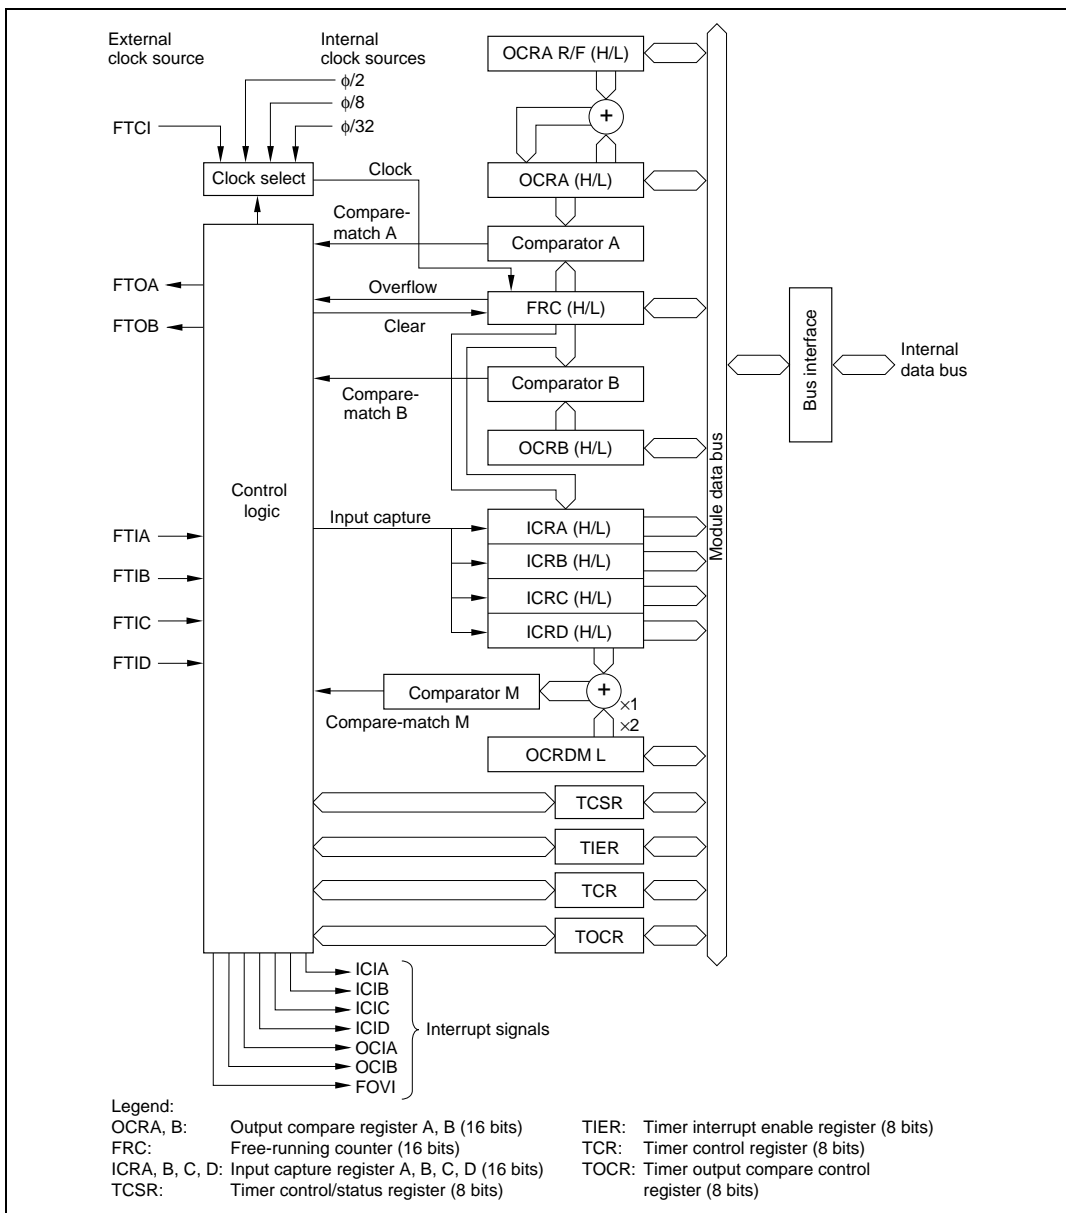 External
clock source
Internal
clock sources
ϕ/2
ϕ/8
ϕ/32
FTCI
Clock select
Clock
OCRA R/F (H/L)
+
OCRA (H/L)
Compare-
match A
Comparator A
FTOA
FTOB
Overflow
Clear
FRC (H/L)
Compare-
match B
Comparator B
OCRB (H/L)
Control
logic
Input capture
FTIA
FTIB
FTIC
FTID
ICRA (H/L)
ICRB (H/L)
ICRC (H/L)
ICRD (H/L)
+
×1
×2
Comparator M
Compare-match M
OCRDM L
TCSR
TIER
TCR
TOCR
Module data bus
Bus interface
Internal
data bus
ICIA
ICIB
ICIC
ICID
OCIA
OCIB
FOVI
Interrupt signals
Legend:
OCRA, B: Output compare register A, B (16 bits)
FRC: Free-running counter (16 bits)
ICRA, B, C, D: Input capture register A, B, C, D (16 bits)
TCSR: Timer control/status register (8 bits)
TIER: Timer interrupt enable register (8 bits)
TCR: Timer control register (8 bits)
TOCR: Timer output compare control
register (8 bits)